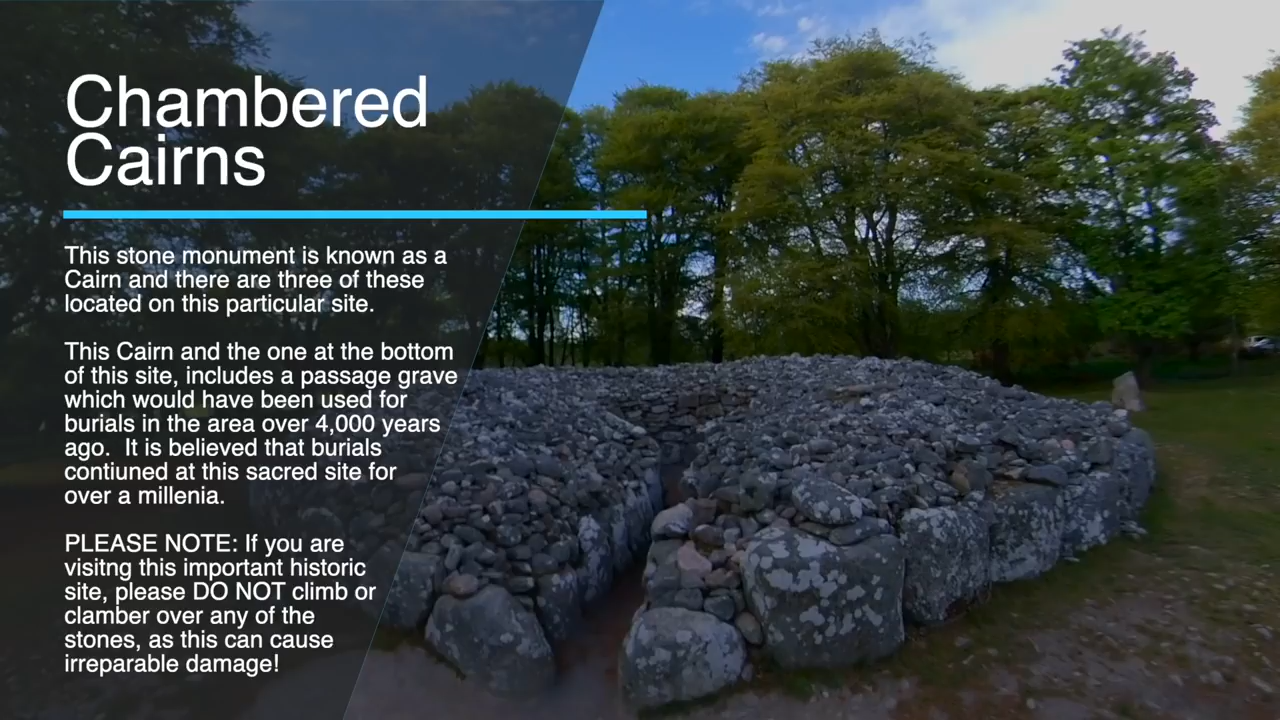 Chambered
Cairns
This stone monument is known as a
Cairn and there are three of these
located on this particular site.
This Cairn and the one at the bottom
of this site, includes a passage grave
which would have been used for
burials in the area over 4,000 years
ago.  It is believed that burials
contiuned at this sacred site for
over a millenia.
PLEASE NOTE: If you are
visitng this important historic
site, please DO NOT climb or
clamber over any of the
stones, as this can cause
irreparable damage!